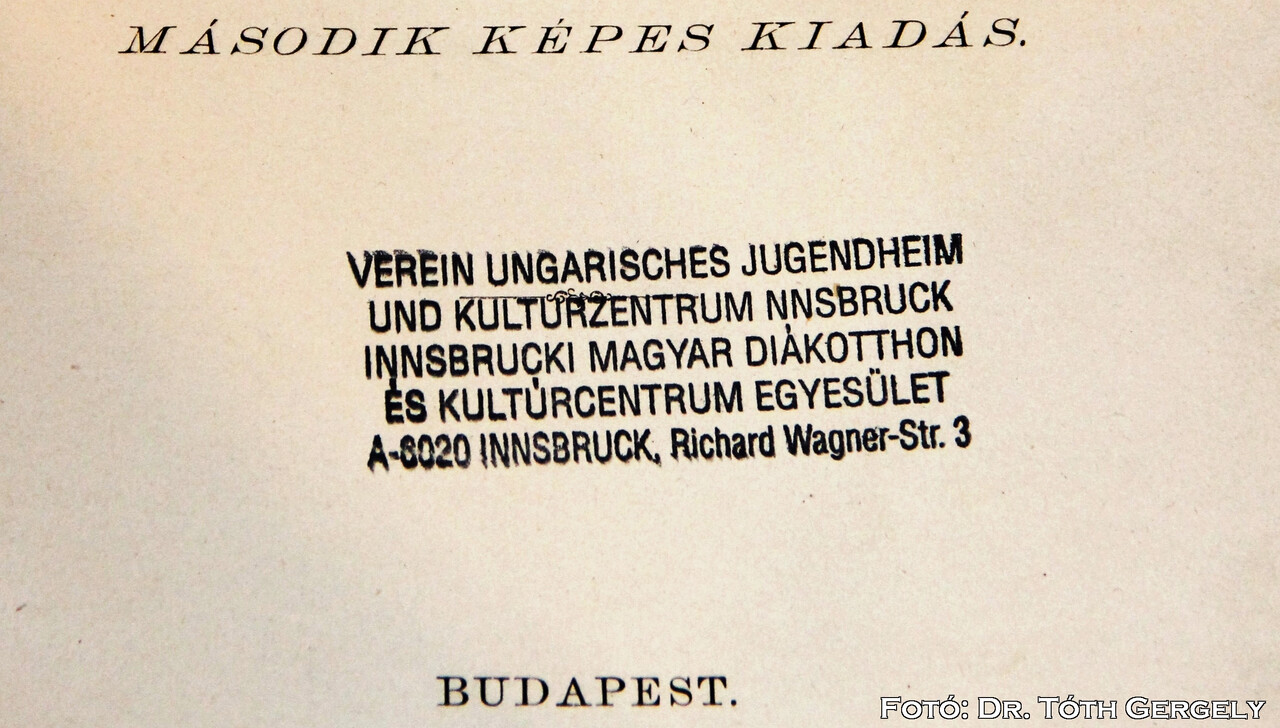 MÁSODIK KÉPES KIADÁS.
VEREIN UNGARISCHES JUGENDHEIM
UND KULTURZENTRUM NNSBRUCK
INNSBRUCKI MAGYAR DIÁKOTTHON
ÉS KULTÚRCENTRUM EGYESÜLET
A-6020 INNSBRUCK, Richard Wagner-Str. 3
BUDAPEST.
Fotó: Dr. Tóth Gergely